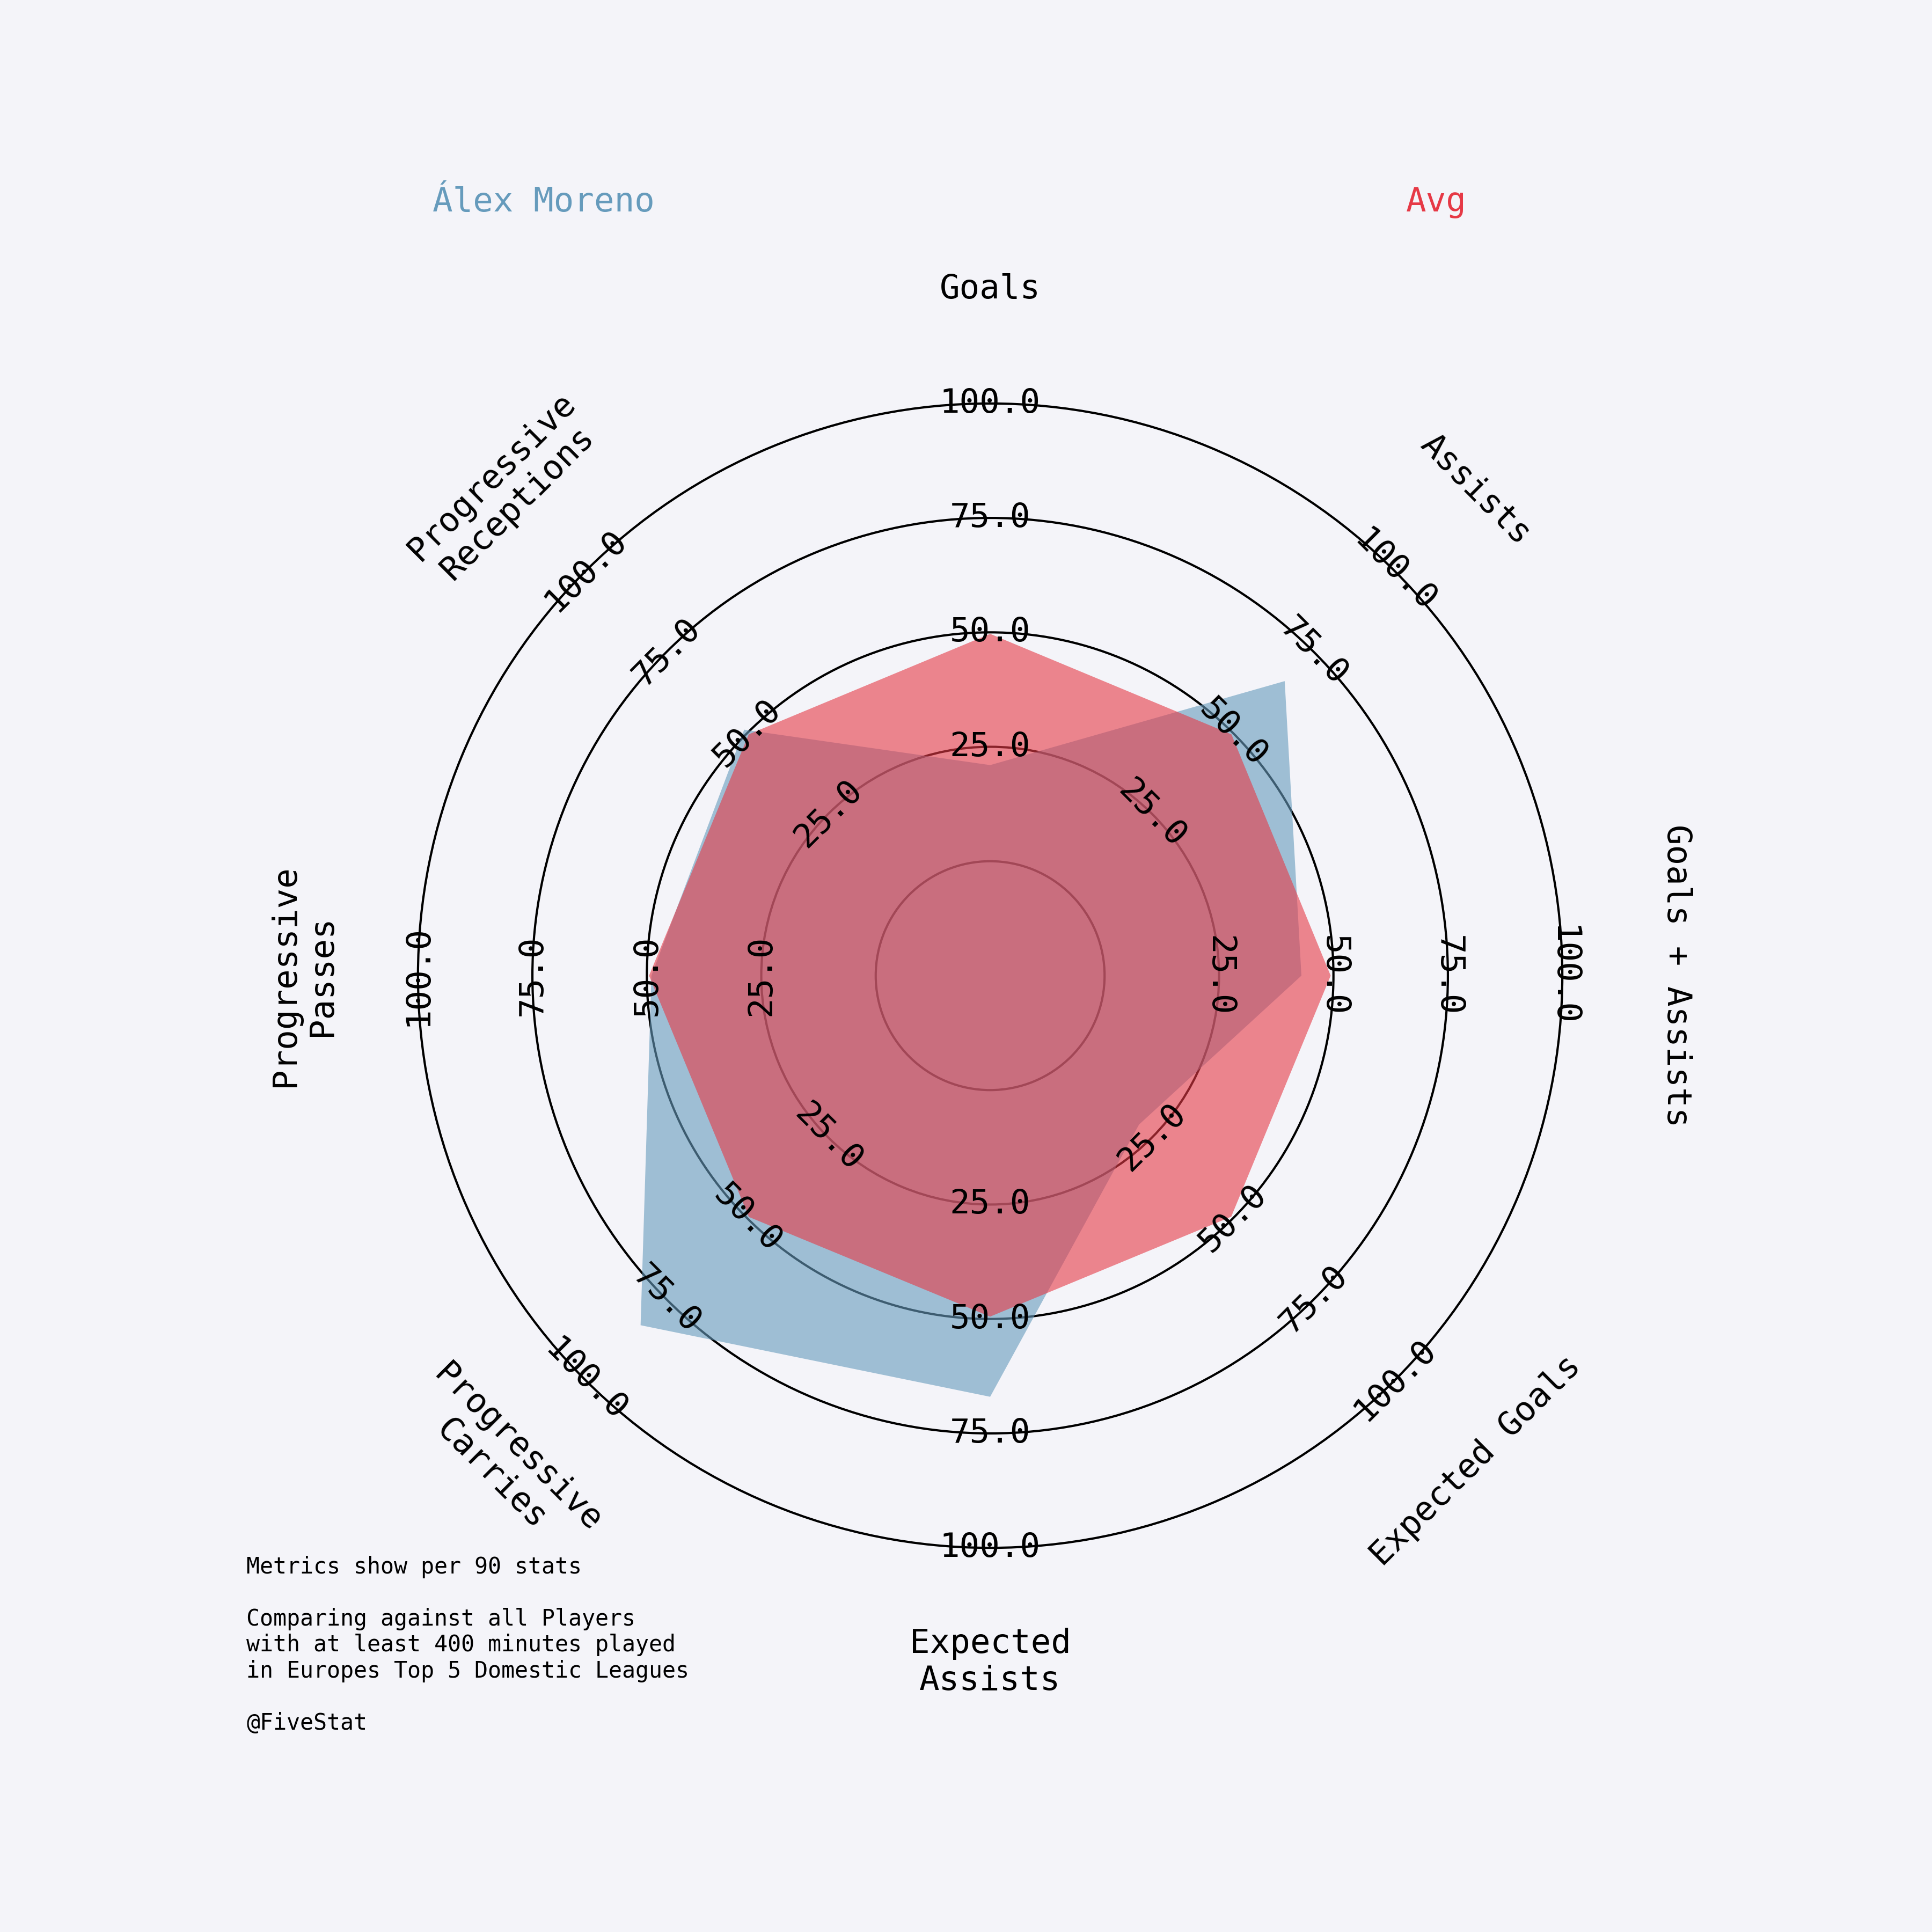 Álex Moreno
Avg
Goals
Assists
Goals + Assists
Expected Goals
Expected
Assists
Progressive
Carries
Progressive
Passes
Progressive
Receptions
25.0
50.0
75.0
100.0
25.0
50.0
75.0
100.0
25.0
50.0
75.0
100.0
25.0
50.0
75.0
100.0
25.0
50.0
75.0
100.0
25.0
50.0
75.0
100.0
25.0
50.0
75.0
100.0
25.0
50.0
75.0
100.0
Metrics show per 90 stats
Comparing against all Players
with at least 400 minutes played
in Europes Top 5 Domestic Leagues
@FiveStat